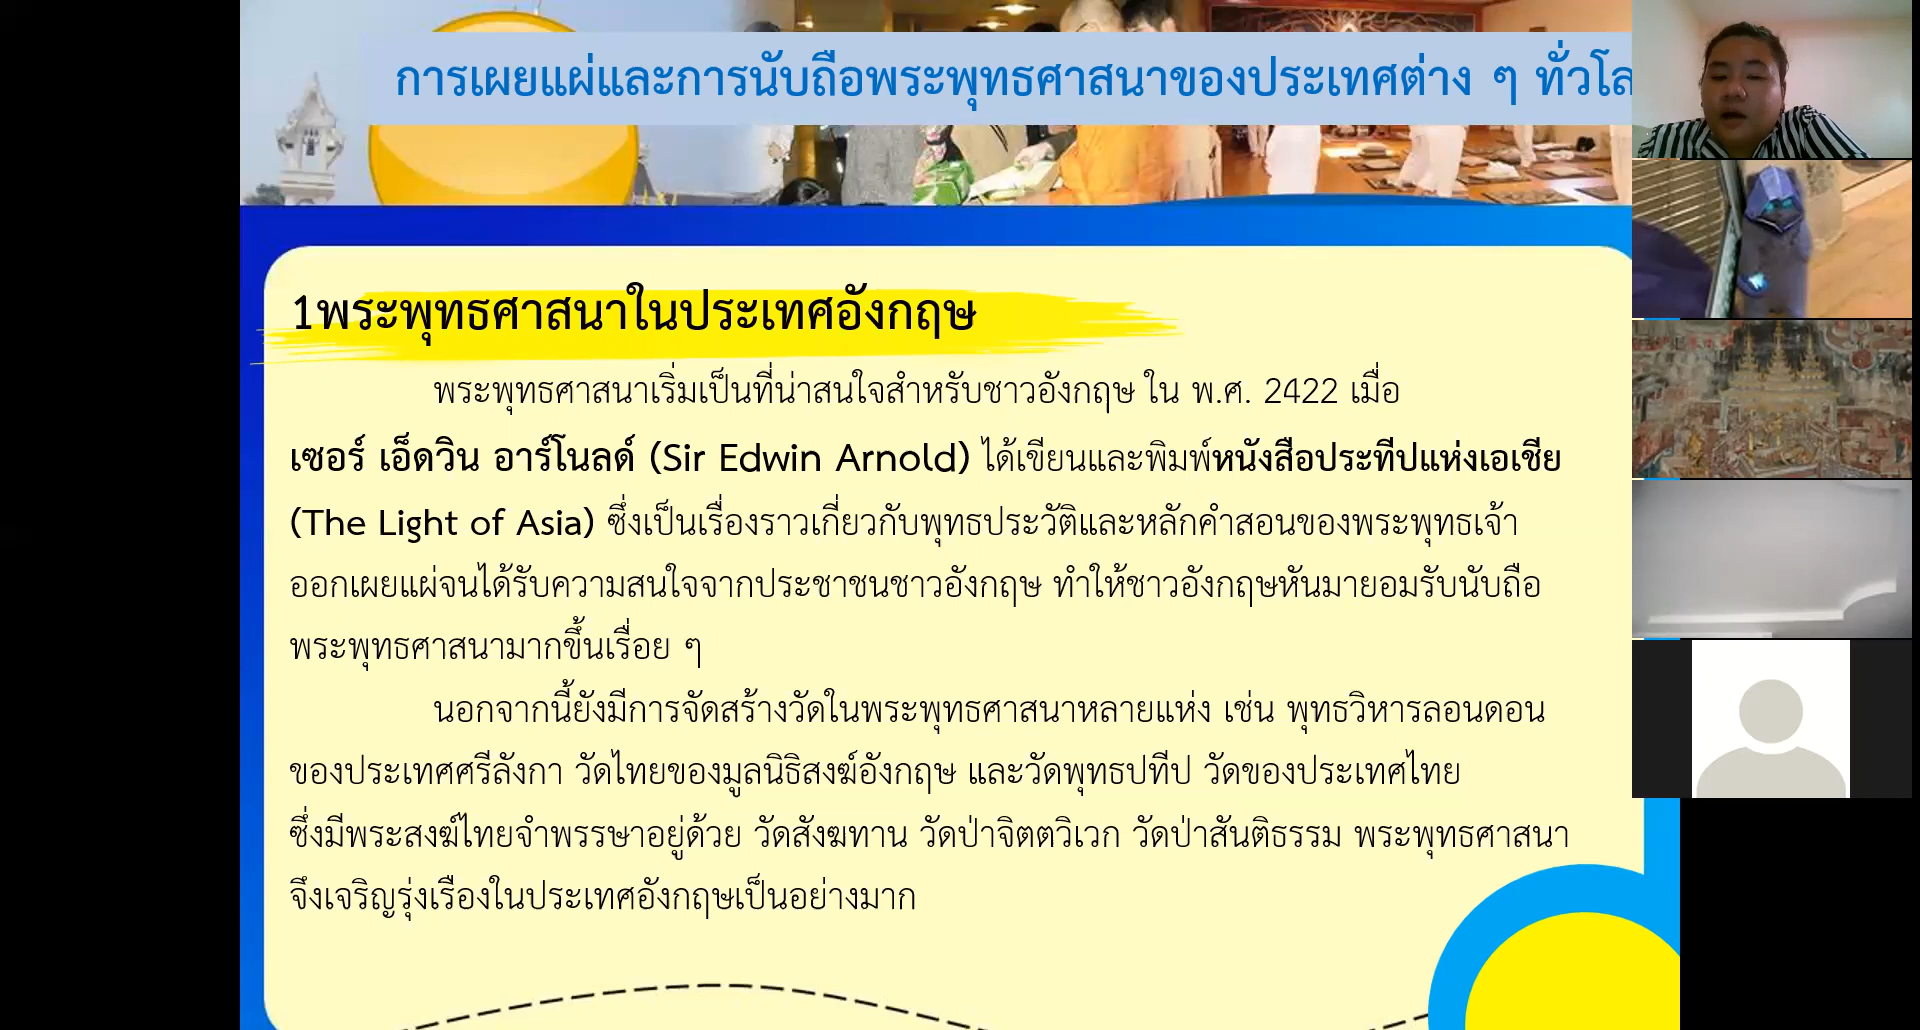 การเผยแผ่และการนับถือพระพุทธศาสนาของประเทศต่าง ๆ ทั่วโล
1พระพุทธศาสนาในประเทศอังกฤษ
พระพุทธศาสนาเริ่มเป็นที่น่าสนใจสำหรับชาวอังกฤษ ใน พ.ศ. 2422 เมื่อ
เซอร์ เอ็ดวิน อาร์โนลด์ (Sir Edwin Arnold) ได้เขียนและพิมพ์หนังสือประทีปแห่งเอเชีย
(The Light of Asia) ซึ่งเป็นเรื่องราวเกี่ยวกับพุทธประวัติและหลักคำสอนของพระพุทธเจ้า
ออกเผยแผ่จนได้รับความสนใจจากประชาชนชาวอังกฤษ ทำให้ชาวอังกฤษหันมายอมรับนับถือ
พระพุทธศาสนามากขึ้นเรื่อย ๆ
นอกจากนี้ยังมีการจัดสร้างวัดในพระพุทธศาสนาหลายแห่ง เช่น พุทธวิหารลอนดอน
ของประเทศศรีลังกา วัดไทยของมูลนิธิสงฆ์อังกฤษ และวัดพุทธปทีป วัดของประเทศไทย
ซึ่งมีพระสงฆ์ไทยจำพรรษาอยู่ด้วย วัดสังฆทาน วัดป่าจิตตวิเวก วัดป่าสันติธรรม พระพุทธศาสนา
จึงเจริญรุ่งเรืองในประเทศอังกฤษเป็นอย่างมาก